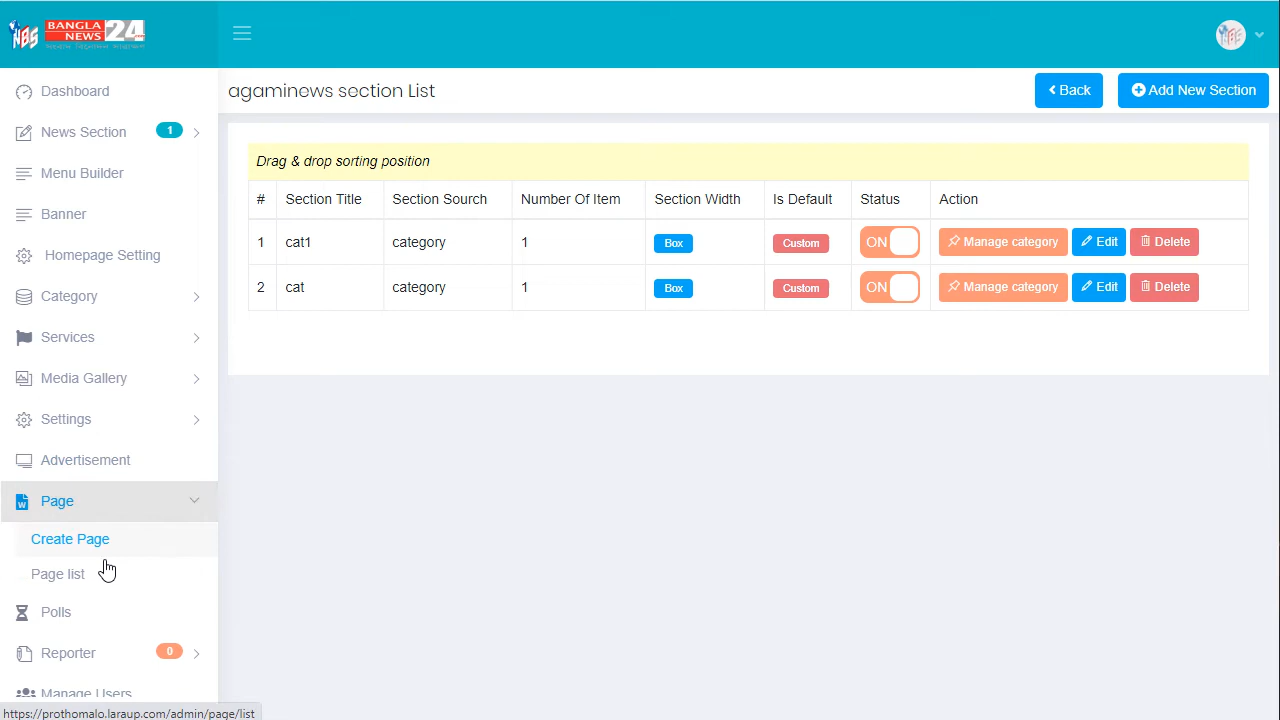 NBS BANGLA NEWS 24
agaminews section List
Back
Add New Section
Dashboard
News Section 1
Menu Builder
Banner
Homepage Setting
Category
Services
Media Gallery
Settings
Advertisement
Page
Create Page
Page list
Polls
Reporter 0
Manage Users
Drag & drop sorting position
# Section Title Section Sourch Number Of Item Section Width Is Default Status Action
1 cat1 category 1 Box Custom ON Manage category Edit Delete
2 cat category 1 Box Custom ON Manage category Edit Delete
https://prothomalo.laraup.com/admin/page/list